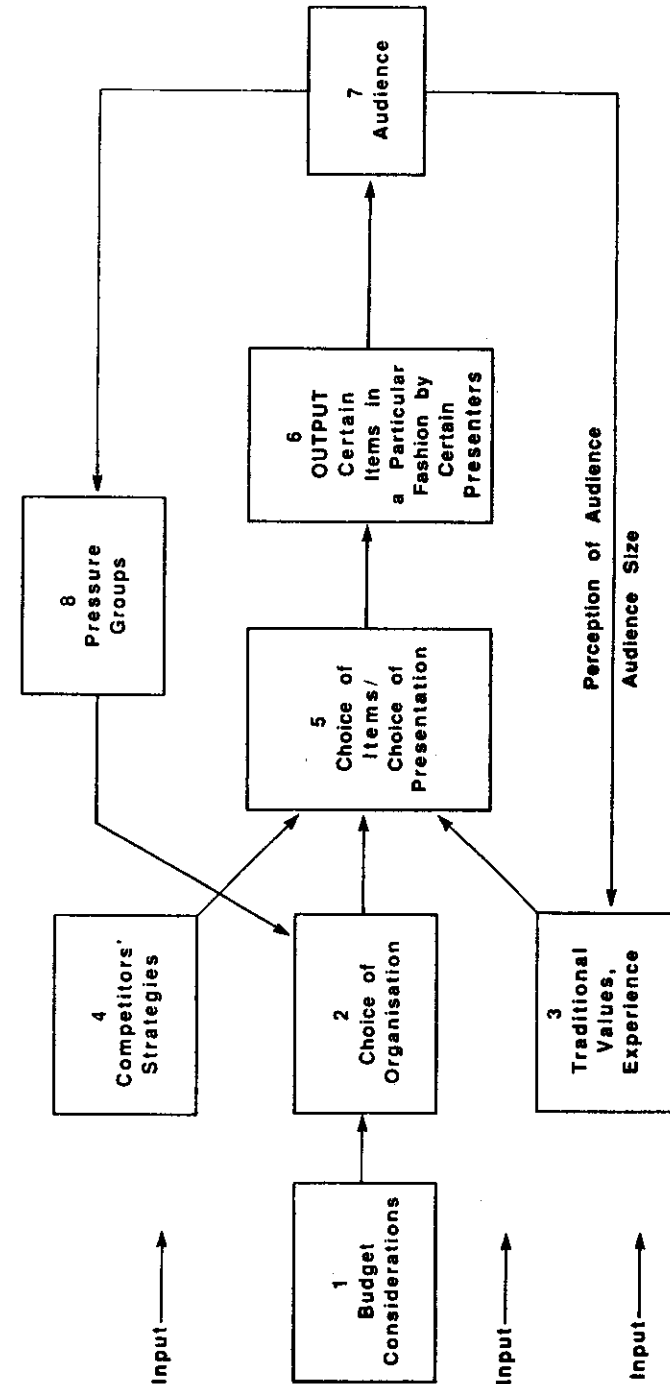 Input
Input
Input
1
Budget
Considerations
4
Competitors'
Strategies
2
Choice of
Organisation
3
Traditional
Values,
Experience
8
Pressure
Groups
5
Choice of
Items/
Choice of
Presentation
6
OUTPUT
Certain
Items in
a Particular
Fashion by
Certain
Presenters
7
Audience
Perception of Audience
Audience Size